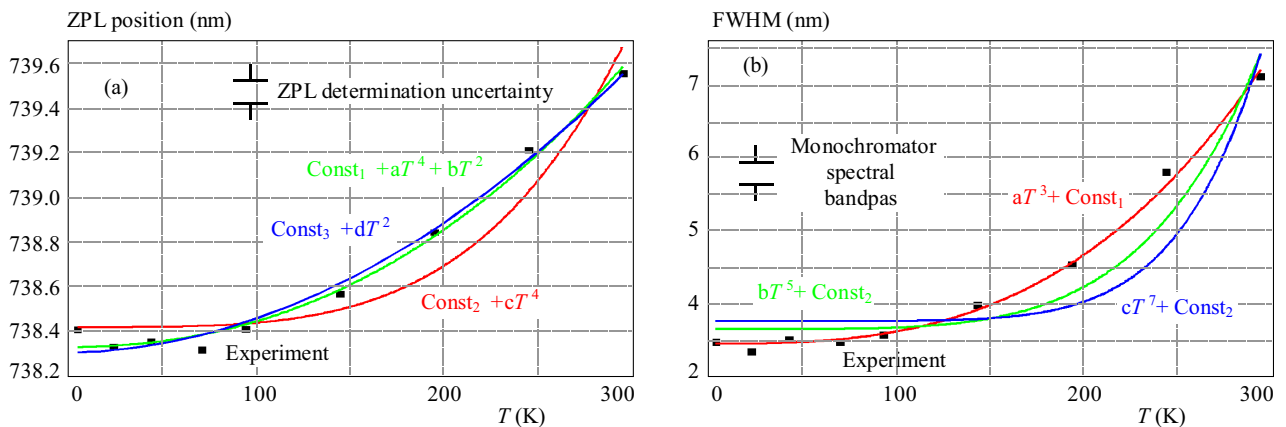 ZPL position (nm)
739.6
739.4
739.2
739.0
738.8
738.6
738.4
738.2
(a)
ZPL determination uncertainty
Const₁ +aT⁴ + bT²
Const₃ +dT²
Const₂ +cT⁴
Experiment
0 100 200 300
T (K)
FWHM (nm)
7
6
5
4
3
2
(b)
Monochromator
spectral
bandpas
aT³+ Const₁
bT⁵+ Const₂
cT⁷+ Const₂
Experiment
0 100 200 300
T (K)